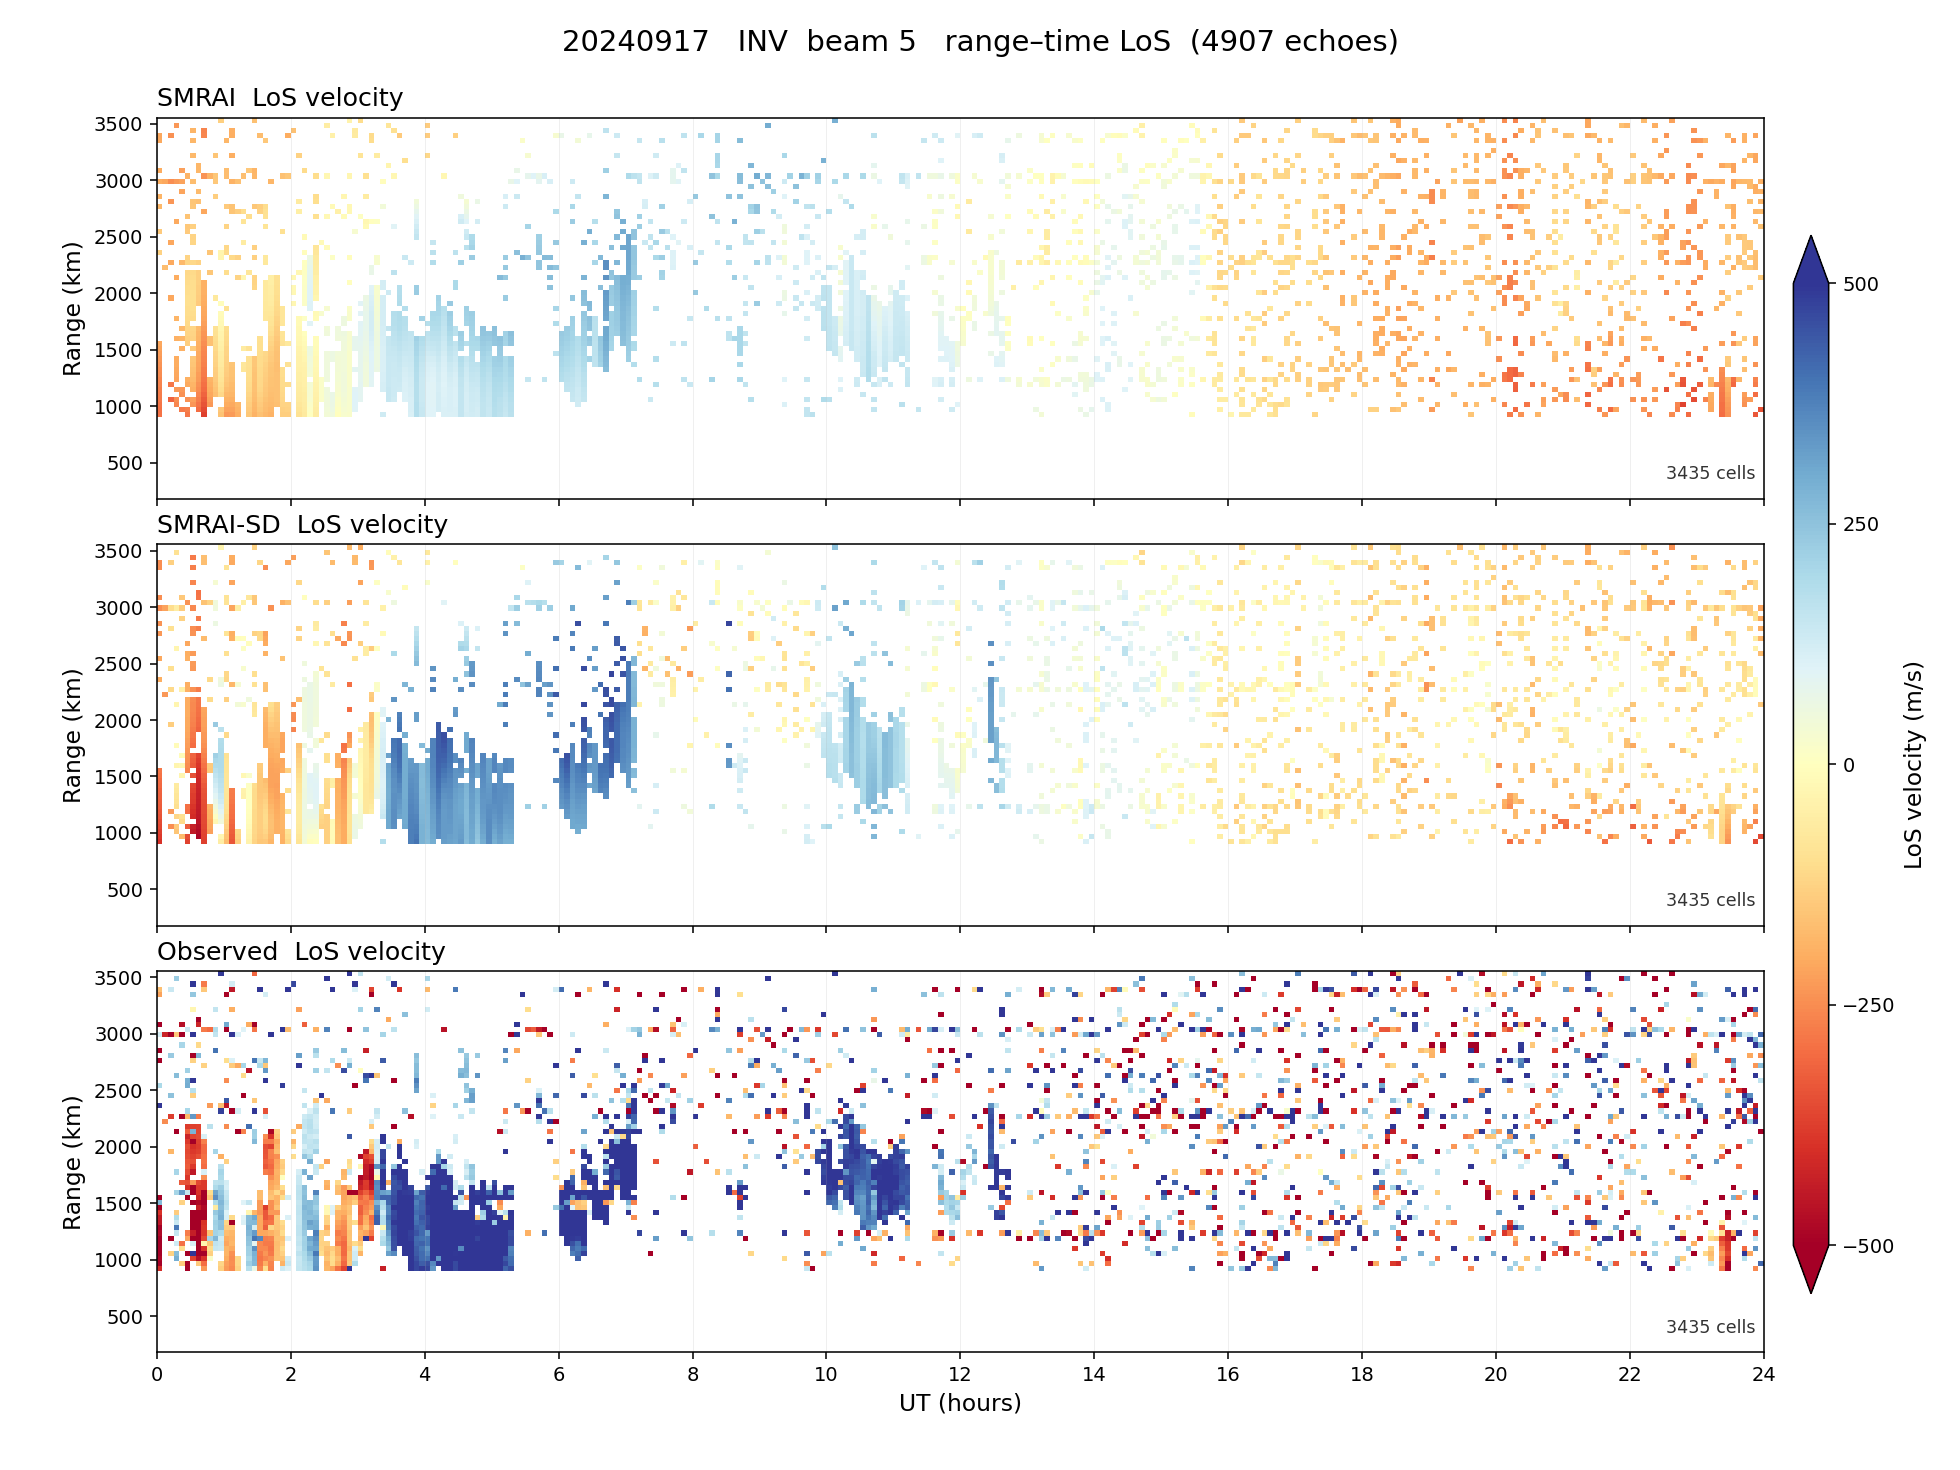 20240917 INV beam 5 range–time LoS (4907 echoes)
SMRAI LoS velocity
3500
3000
2500
2000
1500
1000
500
Range (km)
3435 cells
SMRAI-SD LoS velocity
3500
3000
2500
2000
1500
1000
500
Range (km)
3435 cells
Observed LoS velocity
3500
3000
2500
2000
1500
1000
500
Range (km)
3435 cells
0 2 4 6 8 10 12 14 16 18 20 22 24
UT (hours)
500
250
0
−250
−500
LoS velocity (m/s)